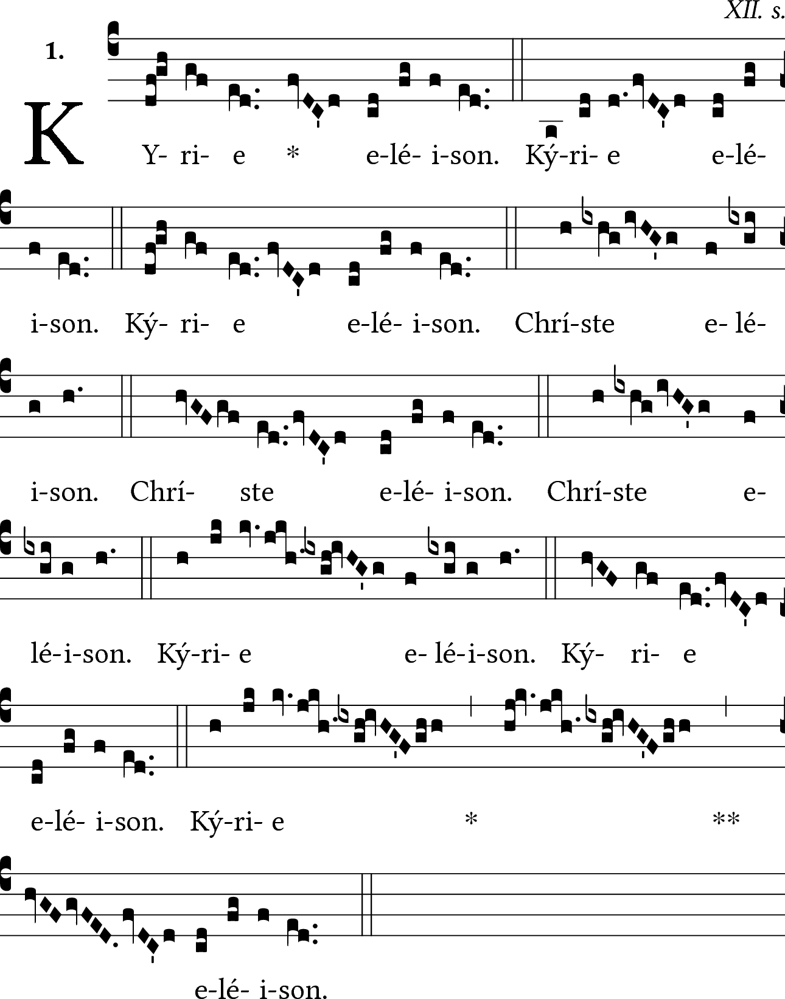 XII. s.
1.
KY- ri- e * e-lé- i-son. Ký-ri- e e-lé-
i-son. Ký- ri- e e-lé- i-son. Chrí-ste e- lé-
i-son. Chrí- ste e-lé- i-son. Chrí-ste e-
lé-i-son. Ký-ri- e e- lé-i-son. Ký- ri- e
e-lé- i-son. Ký-ri- e * **
e-lé- i-son.